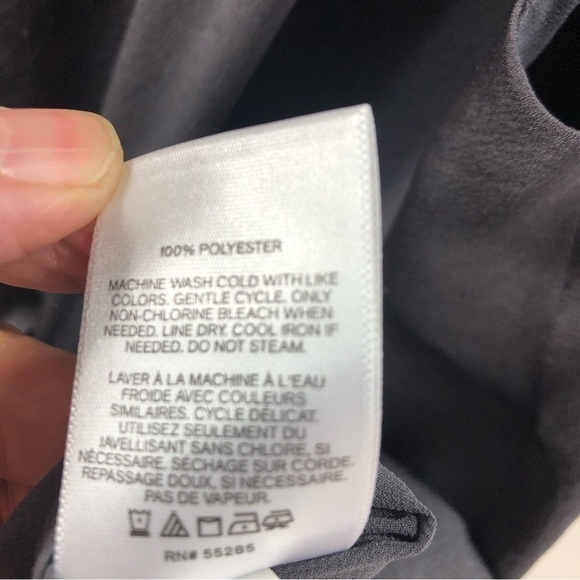 100% POLYESTER
MACHINE WASH COLD WITH LIKE
COLORS. GENTLE CYCLE. ONLY
NON-CHLORINE BLEACH WHEN
NEEDED. LINE DRY. COOL IRON IF
NEEDED. DO NOT STEAM.
LAVER À LA MACHINE À L'EAU
FROIDE AVEC COULEURS
SIMILAIRES. CYCLE DÉLICAT.
UTILISEZ SEULEMENT DU
JAVELLISANT SANS CHLORE, SI
NÉCESSAIRE. SÉCHAGE SUR CORDE.
REPASSAGE DOUX, SI NÉCESSAIRE.
PAS DE VAPEUR.
RN# 55285